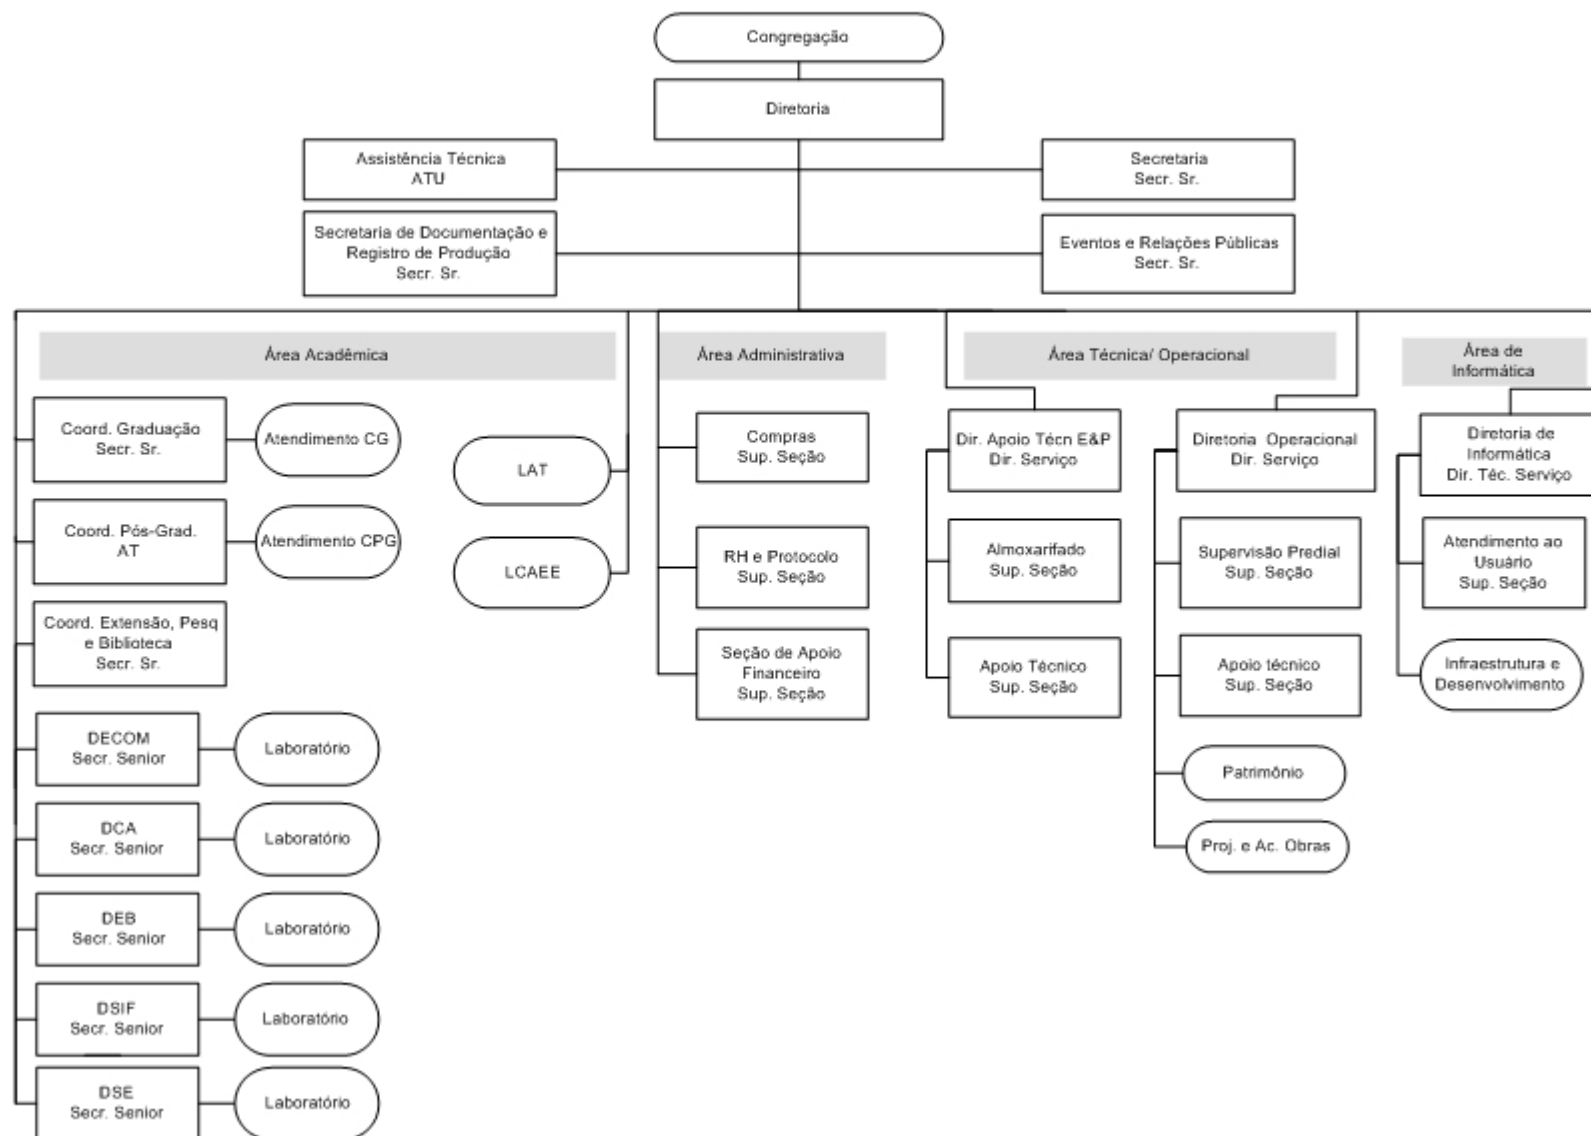 Congregação
Diretoria
Assistência Técnica
ATU
Secretaria
Secr. Sr.
Secretaria de Documentação e
Registro de Produção
Secr. Sr.
Eventos e Relações Públicas
Secr. Sr.
Área Acadêmica
Área Administrativa
Área Técnica/ Operacional
Área de
Informática
Coord. Graduação
Secr. Sr.
Atendimento CG
Coord. Pós-Grad.
AT
Atendimento CPG
Coord. Extensão, Pesq
e Biblioteca
Secr. Sr.
LAT
LCAEE
DECOM
Secr. Senior
Laboratório
DCA
Secr. Senior
Laboratório
DEB
Secr. Senior
Laboratório
DSIF
Secr. Senior
Laboratório
DSE
Secr. Senior
Laboratório
Compras
Sup. Seção
RH e Protocolo
Sup. Seção
Seção de Apoio
Financeiro
Sup. Seção
Dir. Apoio Técn E&P
Dir. Serviço
Almoxarifado
Sup. Seção
Apoio Técnico
Sup. Seção
Diretoria Operacional
Dir. Serviço
Supervisão Predial
Sup. Seção
Apoio técnico
Sup. Seção
Patrimônio
Proj. e Ac. Obras
Diretoria de
Informática
Dir. Téc. Serviço
Atendimento ao
Usuário
Sup. Seção
Infraestrutura e
Desenvolvimento